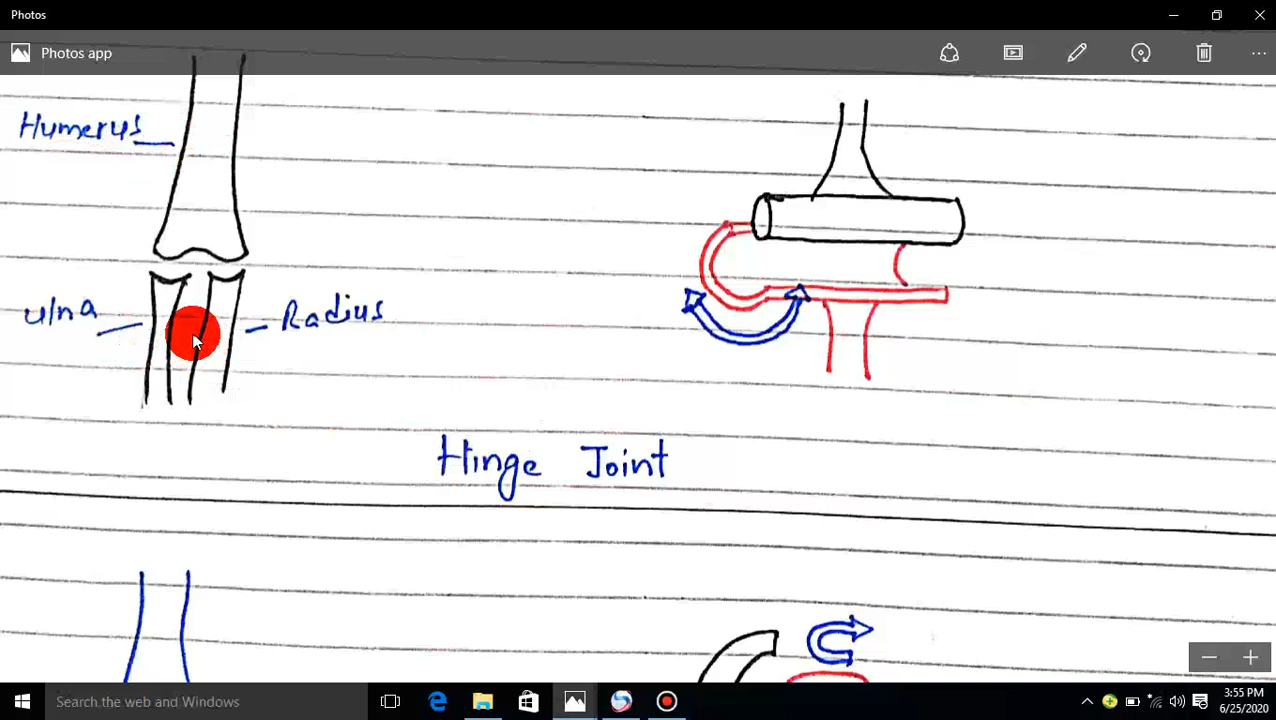 Photos
Photos app
Humerus
ulna
Radius
Hinge Joint
Search the web and Windows
3:55 PM
6/25/2020